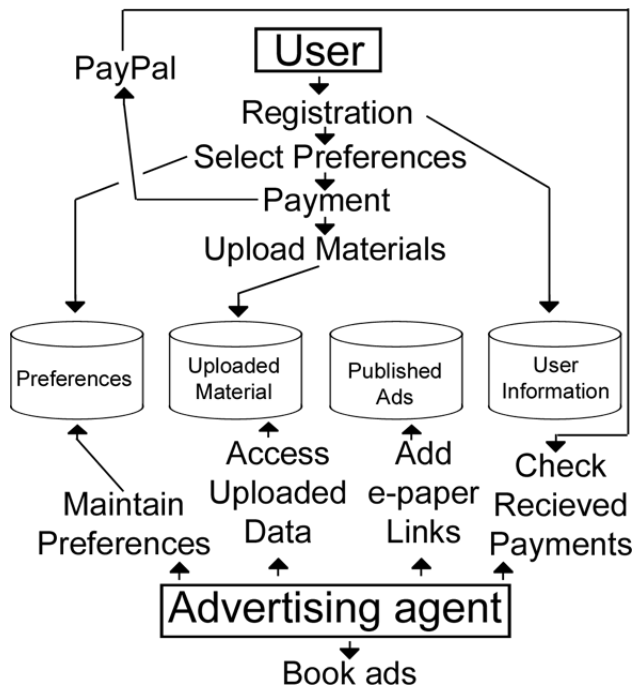 User
PayPal
Registration
Select Preferences
Payment
Upload Materials
Preferences
Uploaded
Material
Published
Ads
User
Information
Maintain
Preferences
Access
Uploaded
Data
Add
e-paper
Links
Check
Recieved
Payments
Advertising agent
Book ads